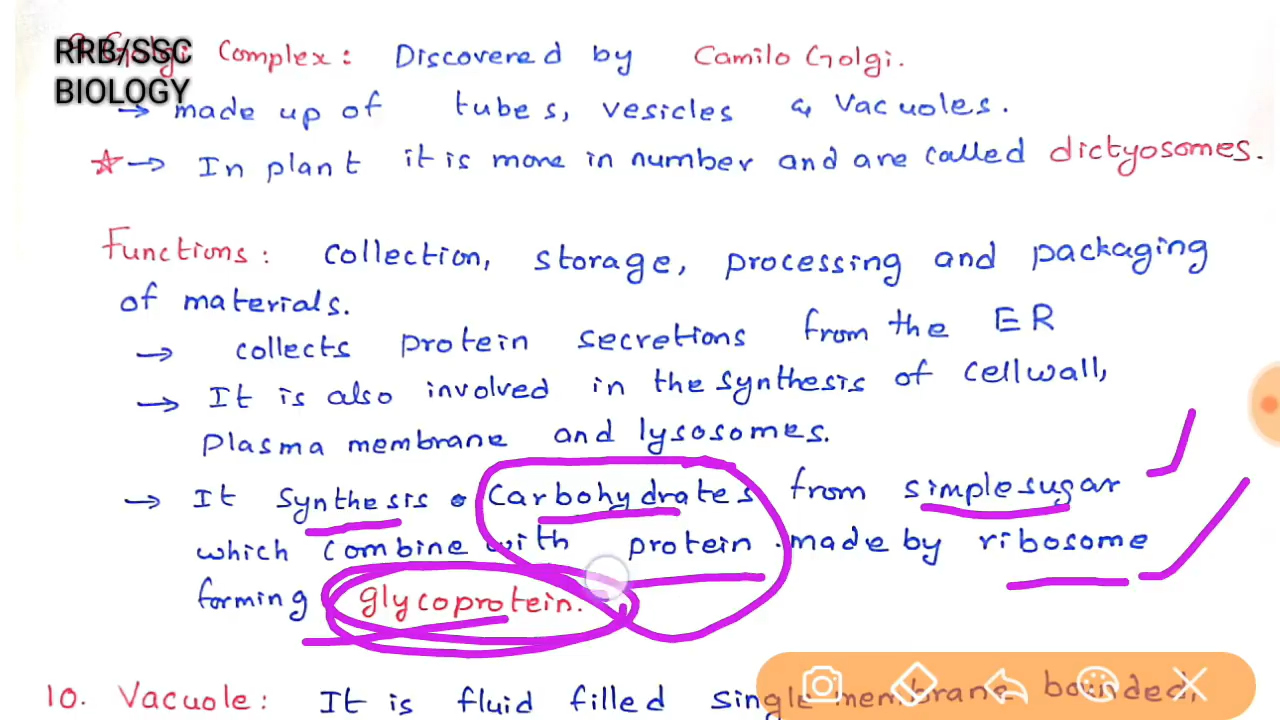 RRB/SSC
BIOLOGY
Golgi Complex: Discovered by Camilo Golgi.
→ made up of tubes, vesicles & Vacuoles.
☆→ In plant it is more in number and are called dictyosomes.
Functions: collection, storage, processing and packaging
of materials.
→ collects protein secretions from the ER
→ It is also involved in the synthesis of cellwall,
Plasma membrane and lysosomes.
→ It synthesis carbohydrates from simple sugar
which combine with protein made by ribosome
forming glycoprotein.
10. Vacuole: It is fluid filled single membrane bounded.